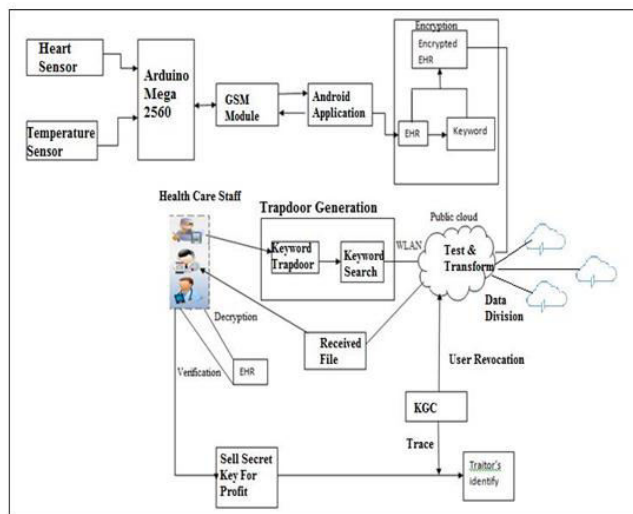 Heart
Sensor
Temperature
Sensor
Arduino
Mega
2560
GSM
Module
Android
Application
Encryption
Encrypted
EHR
EHR
Keyword
Health Care Staff
Trapdoor Generation
Keyword
Trapdoor
Keyword
Search
WLAN
Public cloud
Test &
Transform
Data
Division
Decryption
Verification
EHR
Received
File
User Revocation
KGC
Trace
Sell Secret
Key For
Profit
Traitor's
identify